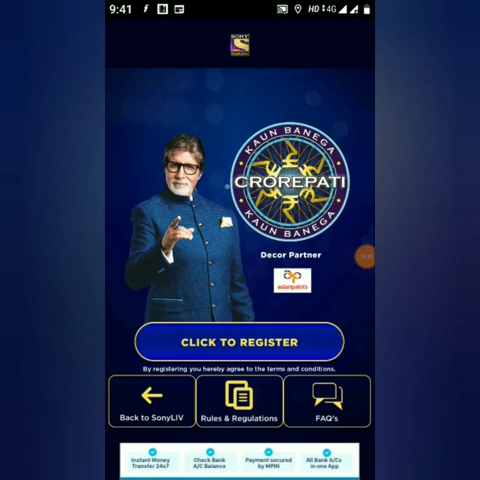 9:41
HD 4G
SONY
KAUN BANEGA
CROREPATI
KAUN BANEGA
Decor Partner
ap
asianpaints
CLICK TO REGISTER
By registering you hereby agree to the terms and conditions.
Back to SonyLIV
Rules & Regulations
FAQ's
Instant Money
Transfer 24x7
Check Bank
A/C Balance
Payment secured
by MPIN
All Bank A/Cs
in one App